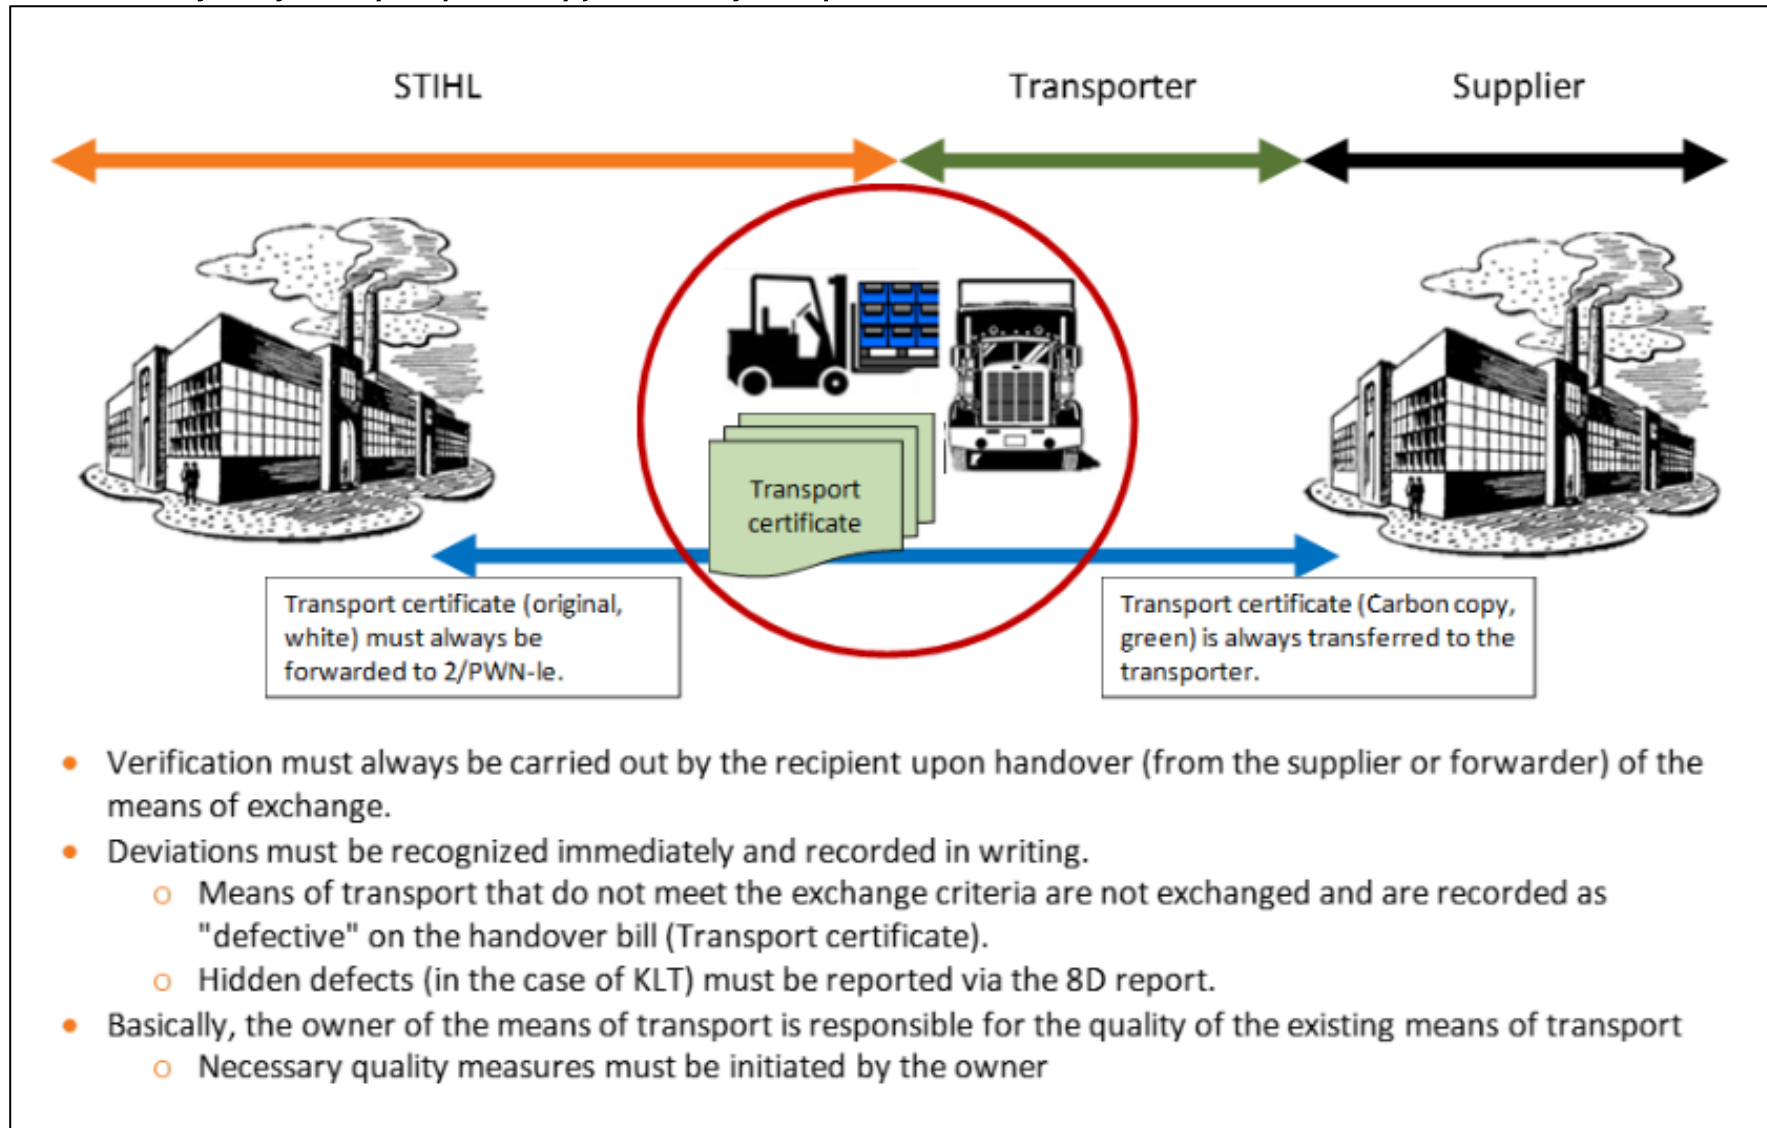 STIHL
Transporter
Supplier
Transport
certificate
Transport certificate (original,
white) must always be
forwarded to 2/PWN-le.
Transport certificate (Carbon copy,
green) is always transferred to the
transporter.
• Verification must always be carried out by the recipient upon handover (from the supplier or forwarder) of the
means of exchange.
• Deviations must be recognized immediately and recorded in writing.
o Means of transport that do not meet the exchange criteria are not exchanged and are recorded as
"defective" on the handover bill (Transport certificate).
o Hidden defects (in the case of KLT) must be reported via the 8D report.
• Basically, the owner of the means of transport is responsible for the quality of the existing means of transport
o Necessary quality measures must be initiated by the owner